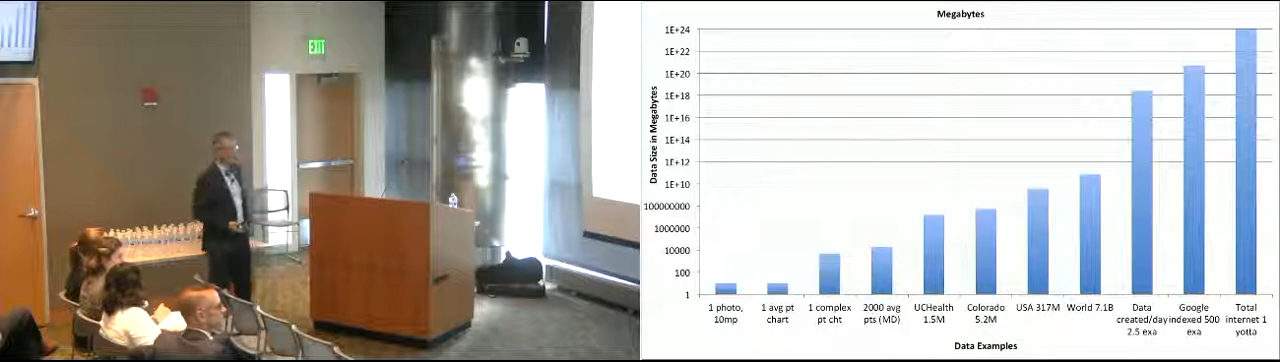 EXIT
Megabytes
Data Size in Megabytes
1E+24
1E+22
1E+20
1E+18
1E+16
1E+14
1E+12
1E+10
100000000
1000000
10000
100
1
1 photo,
10mp
1 avg pt
chart
1 complex
pt cht
2000 avg
pts (MD)
UCHealth
1.5M
Colorado
5.2M
USA 317M
World 7.1B
Data
created/day
2.5 exa
Google
indexed 500
exa
Total
internet 1
yotta
Data Examples